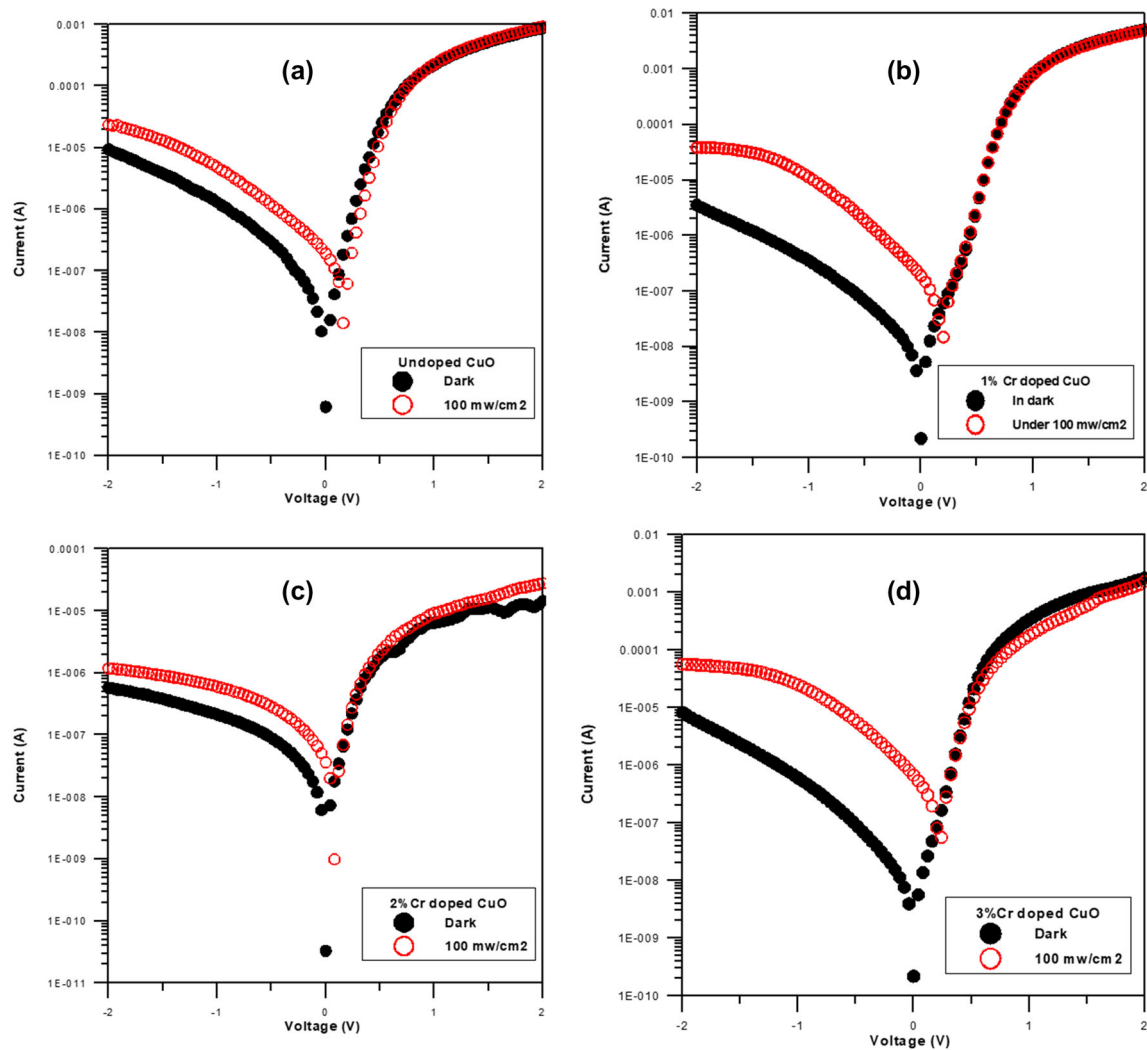 (a)
0.001
0.0001
1E-005
1E-006
1E-007
1E-008
1E-009
1E-010
Current (A)
-2
-1
0
1
2
Voltage (V)
Undoped CuO
Dark
100 mw/cm2
(b)
0.01
0.001
0.0001
1E-005
1E-006
1E-007
1E-008
1E-009
1E-010
Current (A)
-2
-1
0
1
2
Voltage (V)
1% Cr doped CuO
In dark
Under 100 mw/cm2
(c)
0.0001
1E-005
1E-006
1E-007
1E-008
1E-009
1E-010
1E-011
Current (A)
-2
-1
0
1
2
Voltage (V)
2%Cr doped CuO
Dark
100 mw/cm2
(d)
0.01
0.001
0.0001
1E-005
1E-006
1E-007
1E-008
1E-009
1E-010
Current (A)
-2
-1
0
1
2
Voltage (V)
3%Cr doped CuO
Dark
100 mw/cm2